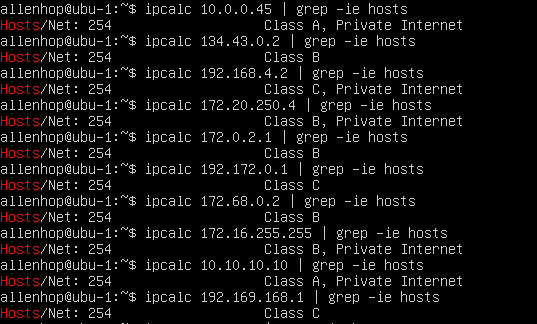 allenhop@ubu-1:~$ ipcalc 10.0.0.45 | grep -ie hosts
Hosts/Net: 254                   Class A, Private Internet
allenhop@ubu-1:~$ ipcalc 134.43.0.2 | grep -ie hosts
Hosts/Net: 254                   Class B
allenhop@ubu-1:~$ ipcalc 192.168.4.2 | grep -ie hosts
Hosts/Net: 254                   Class C, Private Internet
allenhop@ubu-1:~$ ipcalc 172.20.250.4 | grep -ie hosts
Hosts/Net: 254                   Class B, Private Internet
allenhop@ubu-1:~$ ipcalc 172.0.2.1 | grep -ie hosts
Hosts/Net: 254                   Class B
allenhop@ubu-1:~$ ipcalc 192.172.0.1 | grep -ie hosts
Hosts/Net: 254                   Class C
allenhop@ubu-1:~$ ipcalc 172.68.0.2 | grep -ie hosts
Hosts/Net: 254                   Class B
allenhop@ubu-1:~$ ipcalc 172.16.255.255 | grep -ie hosts
Hosts/Net: 254                   Class B, Private Internet
allenhop@ubu-1:~$ ipcalc 10.10.10.10 | grep -ie hosts
Hosts/Net: 254                   Class A, Private Internet
allenhop@ubu-1:~$ ipcalc 192.169.168.1 | grep -ie hosts
Hosts/Net: 254                   Class C